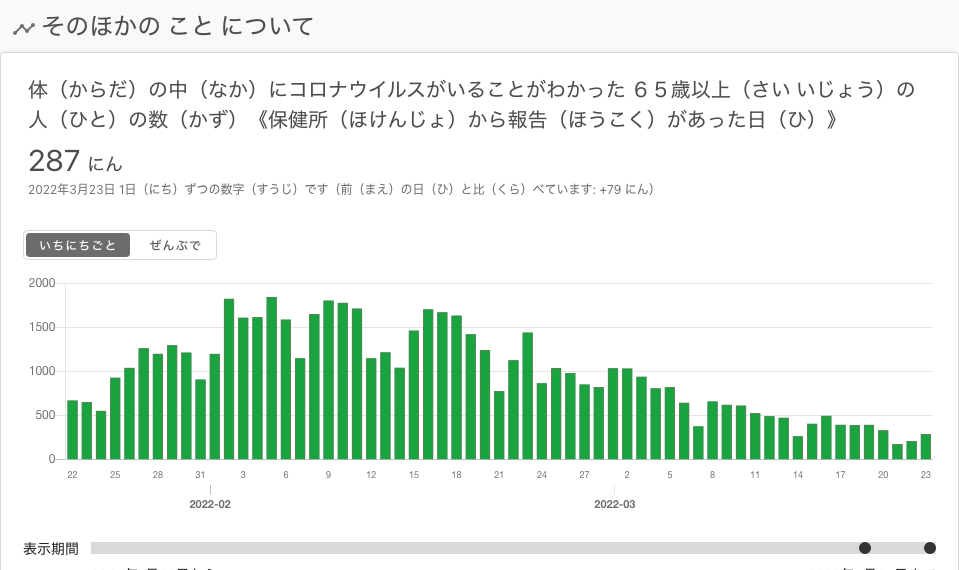 そのほかの こと について
体（からだ）の中（なか）にコロナウイルスがいることがわかった ６５歳以上（さい いじょう）の
人（ひと）の数（かず）《保健所（ほけんじょ）から報告（ほうこく）があった日（ひ）》
287 にん
2022年3月23日 1日（にち）ずつの数字（すうじ）です（前（まえ）の日（ひ）と比（くら）べています: +79 にん）
いちにちごと ぜんぶで
2000
1500
1000
500
0
22 25 28 31 3 6 9 12 15 18 21 24 27 2 5 8 11 14 17 20 23
2022-02 2022-03
表示期間